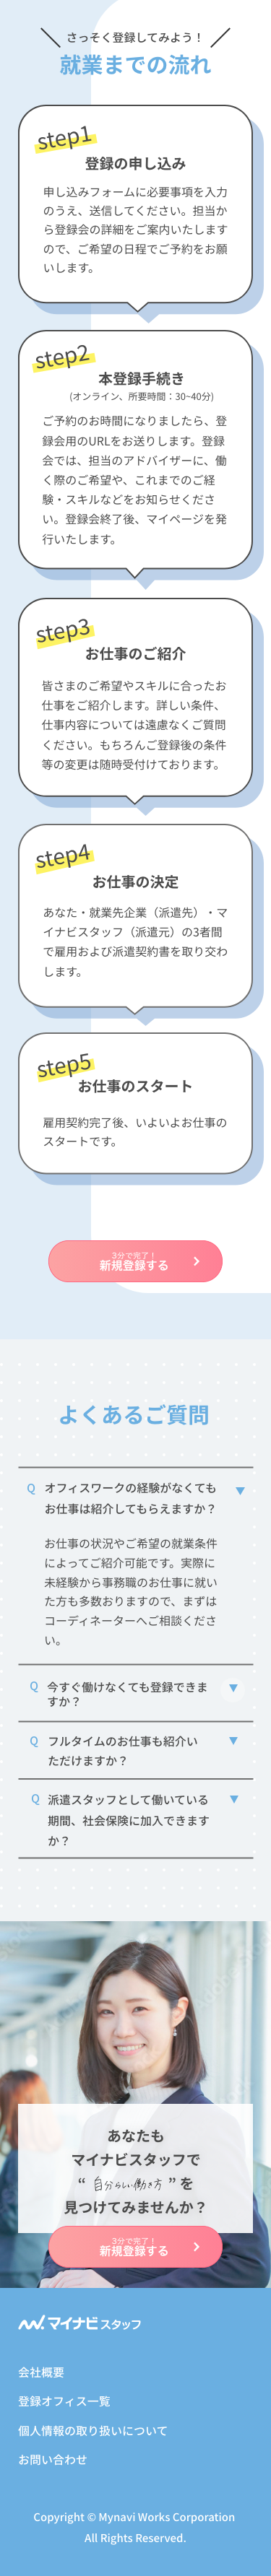 さっそく登録してみよう！
就業までの流れ
step1
登録の申し込み
申し込みフォームに必要事項を入力
のうえ、送信してください。担当か
ら登録会の詳細をご案内いたします
ので、ご希望の日程でご予約をお願
いします。
step2
本登録手続き
(オンライン、所要時間：30~40分)
ご予約のお時間になりましたら、登
録会用のURLをお送りします。登録
会では、担当のアドバイザーに、働
く際のご希望や、これまでのご経
験・スキルなどをお知らせくださ
い。登録会終了後、マイページを発
行いたします。
step3
お仕事のご紹介
皆さまのご希望やスキルに合ったお
仕事をご紹介します。詳しい条件、
仕事内容については遠慮なくご質問
ください。もちろんご登録後の条件
等の変更は随時受付ております。
step4
お仕事の決定
あなた・就業先企業（派遣先）・マ
イナビスタッフ（派遣元）の3者間
で雇用および派遣契約書を取り交わ
します。
step5
お仕事のスタート
雇用契約完了後、いよいよお仕事の
スタートです。
3分で完了！
新規登録する
よくあるご質問
Q オフィスワークの経験がなくても
お仕事は紹介してもらえますか？
お仕事の状況やご希望の就業条件
によってご紹介可能です。実際に
未経験から事務職のお仕事に就い
た方も多数おりますので、まずは
コーディネーターへご相談くださ
い。
Q 今すぐ働けなくても登録できま
すか？
Q フルタイムのお仕事も紹介い
ただけますか？
Q 派遣スタッフとして働いている
期間、社会保険に加入できます
か？
あなたも
マイナビスタッフで
“ 自分らしい働き方 ” を
見つけてみませんか？
3分で完了！
新規登録する
マイナビスタッフ
会社概要
登録オフィス一覧
個人情報の取り扱いについて
お問い合わせ
Copyright © Mynavi Works Corporation
All Rights Reserved.